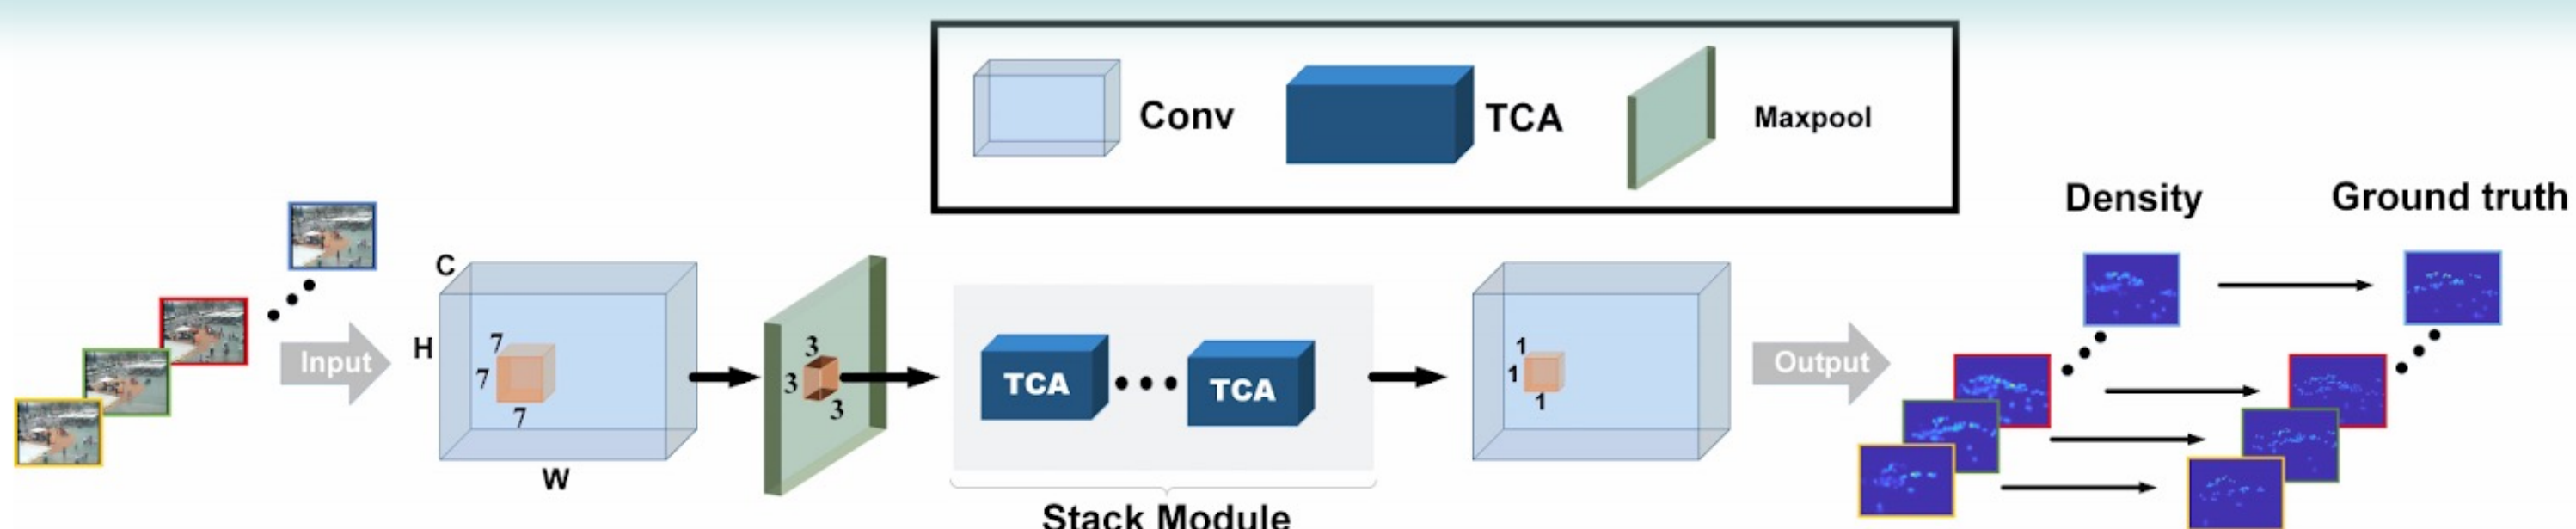 Conv
TCA
Maxpool
Density
Ground truth
Input
C
H
W
7
7
7
3
3
3
TCA
TCA
Stack Module
1
1
1
Output